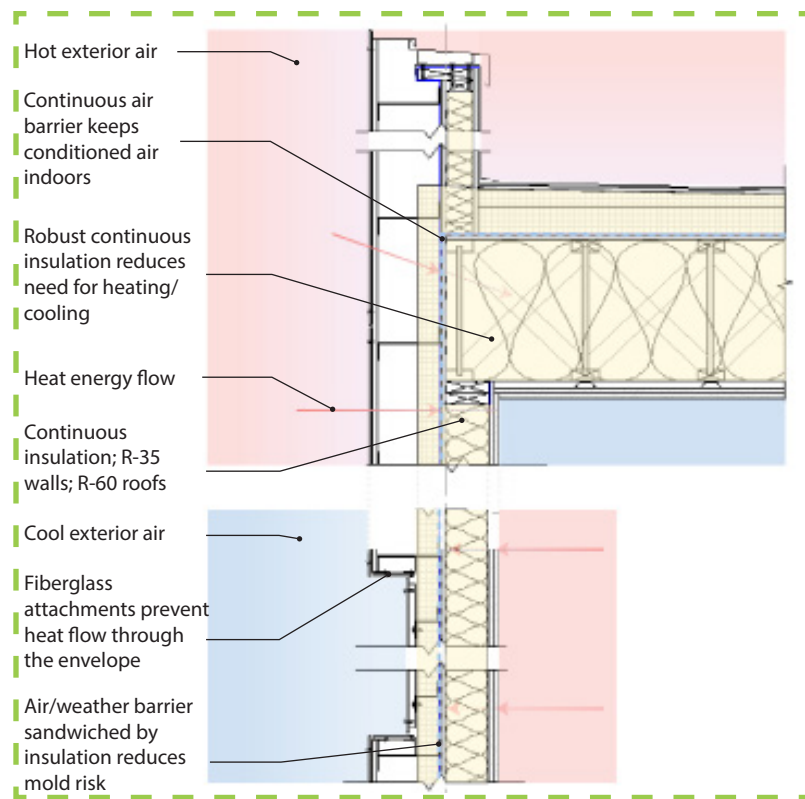 Hot exterior air
Continuous air
barrier keeps
conditioned air
indoors
Robust continuous
insulation reduces
need for heating/
cooling
Heat energy flow
Continuous
insulation; R-35
walls; R-60 roofs
Cool exterior air
Fiberglass
attachments prevent
heat flow through
the envelope
Air/weather barrier
sandwiched by
insulation reduces
mold risk